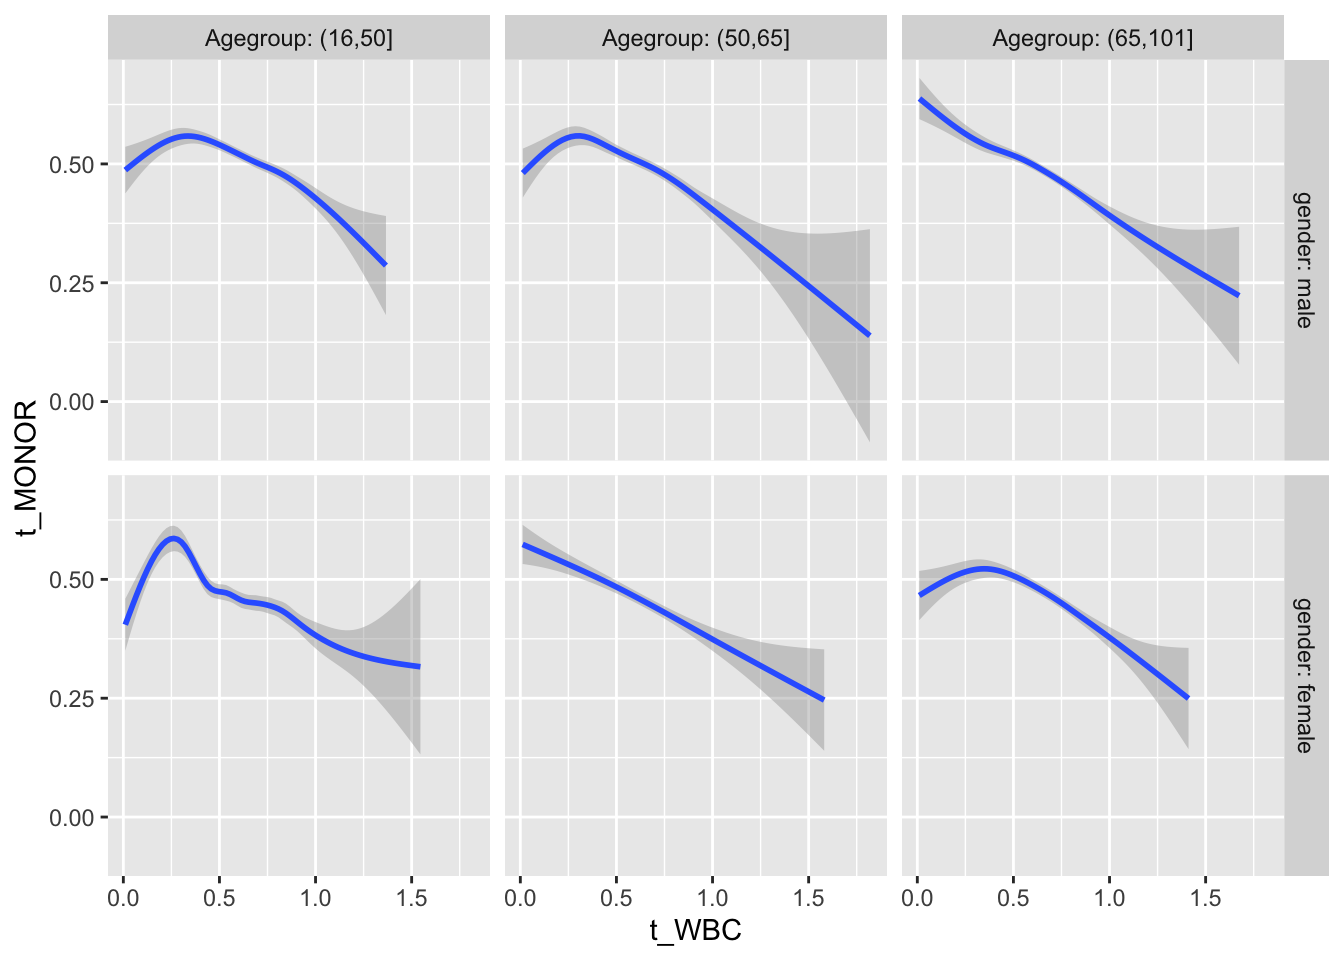 Agegroup: (16,50]
Agegroup: (50,65]
Agegroup: (65,101]
0.50
0.25
0.00
gender: male
t_MONOR
0.50
0.25
0.00
gender: female
0.0 0.5 1.0 1.5
0.0 0.5 1.0 1.5
0.0 0.5 1.0 1.5
t_WBC